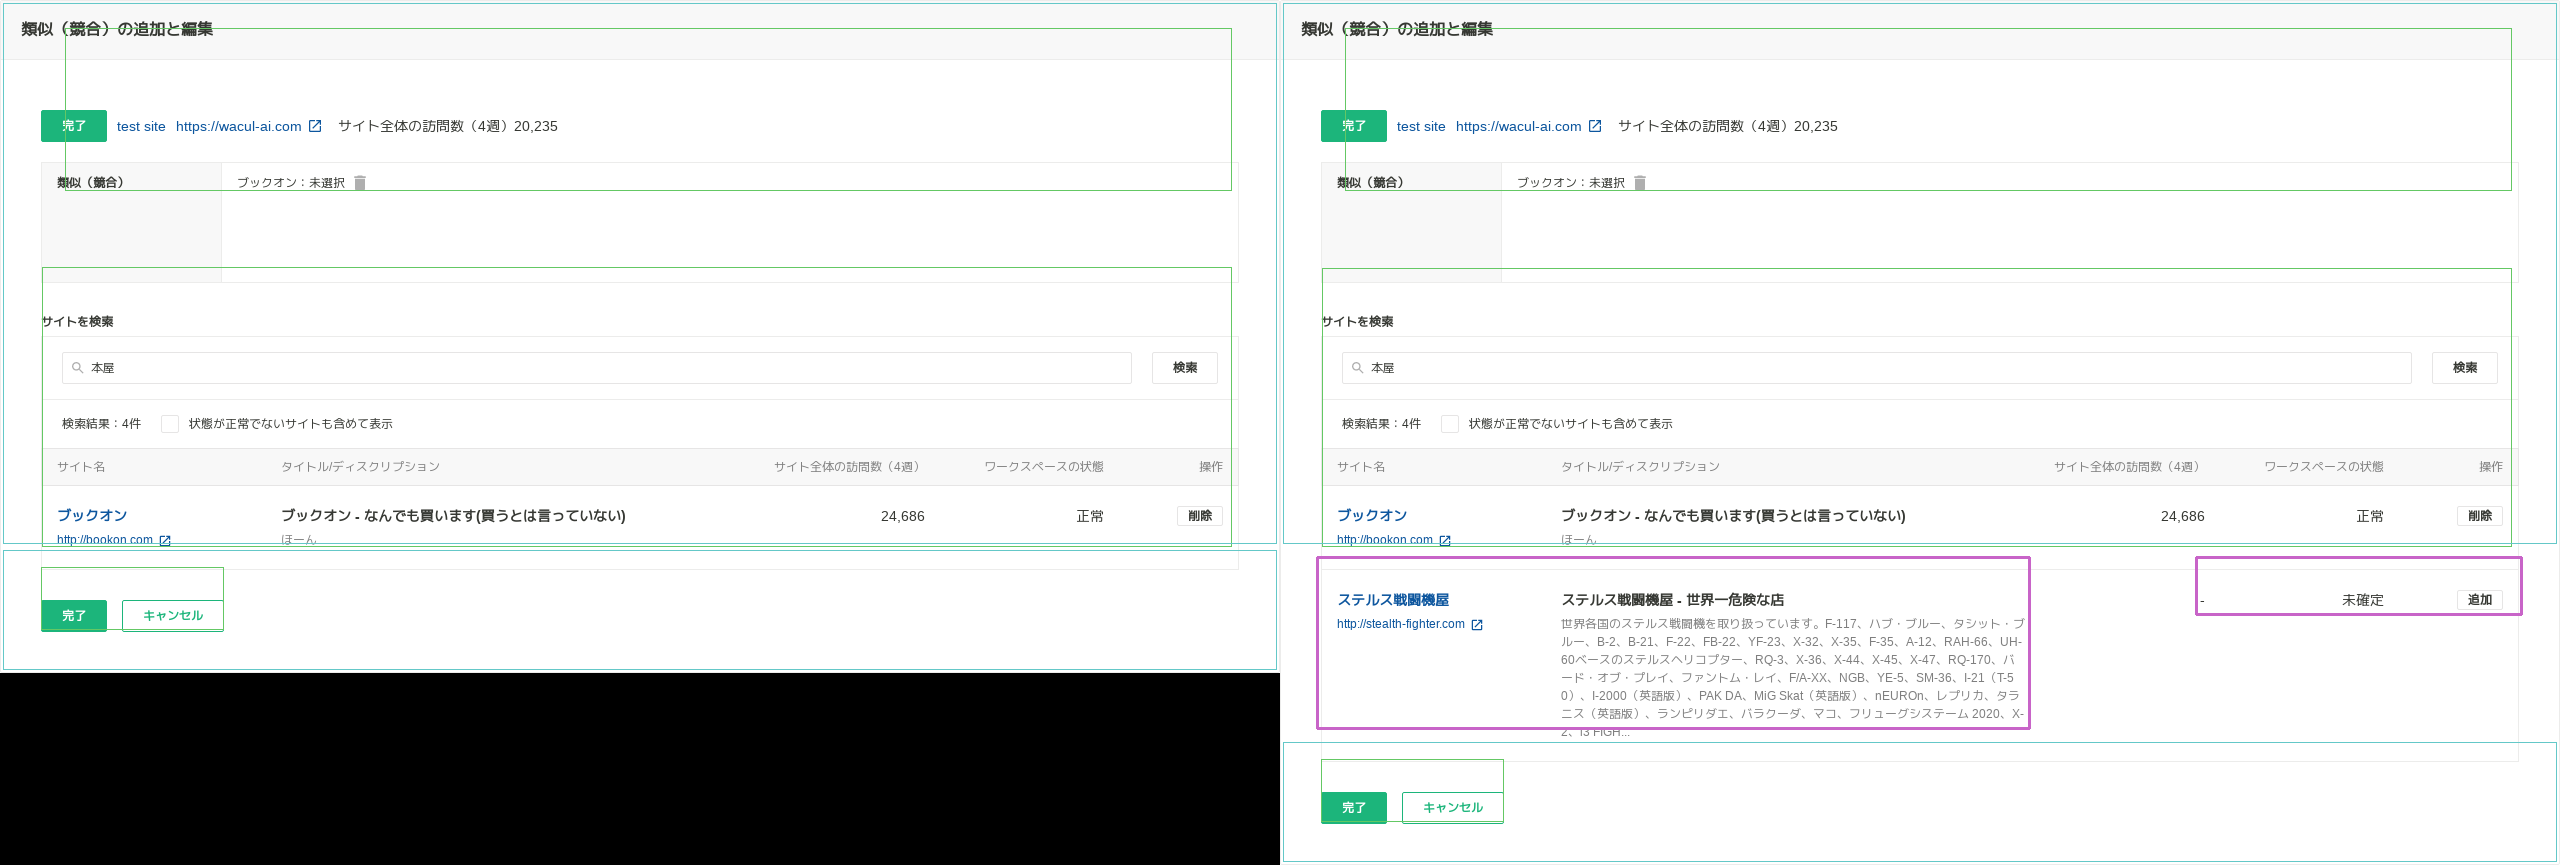 類似（競合）の追加と編集
完了 test site https://wacul-ai.com サイト全体の訪問数（4週）20,235
類似（競合） ブックオン：未選択
サイトを検索
本屋 検索
検索結果：4件 状態が正常でないサイトも含めて表示
サイト名 タイトル/ディスクリプション サイト全体の訪問数（4週） ワークスペースの状態 操作
ブックオン ブックオン - なんでも買います(買うとは言っていない) 24,686 正常 削除
http://bookon.com ほーん
完了 キャンセル
類似（競合）の追加と編集
完了 test site https://wacul-ai.com サイト全体の訪問数（4週）20,235
類似（競合） ブックオン：未選択
サイトを検索
本屋 検索
検索結果：4件 状態が正常でないサイトも含めて表示
サイト名 タイトル/ディスクリプション サイト全体の訪問数（4週） ワークスペースの状態 操作
ブックオン ブックオン - なんでも買います(買うとは言っていない) 24,686 正常 削除
http://bookon.com ほーん
ステルス戦闘機屋 ステルス戦闘機屋 - 世界一危険な店 - 未確定 追加
http://stealth-fighter.com 世界各国のステルス戦闘機を取り扱っています。F-117、ハブ・ブルー、タシット・ブ
ルー、B-2、B-21、F-22、FB-22、YF-23、X-32、X-35、F-35、A-12、RAH-66、UH-
60ベースのステルスヘリコプター、RQ-3、X-36、X-44、X-45、X-47、RQ-170、バ
ード・オブ・プレイ、ファントム・レイ、F/A-XX、NGB、YE-5、SM-36、I-21（T-5
0）、I-2000（英語版）、PAK DA、MiG Skat（英語版）、nEUROn、レプリカ、タラ
ニス（英語版）、ランピリダエ、バラクーダ、マコ、フリューグシステーム 2020、X-
2、I3 FIGH...
完了 キャンセル